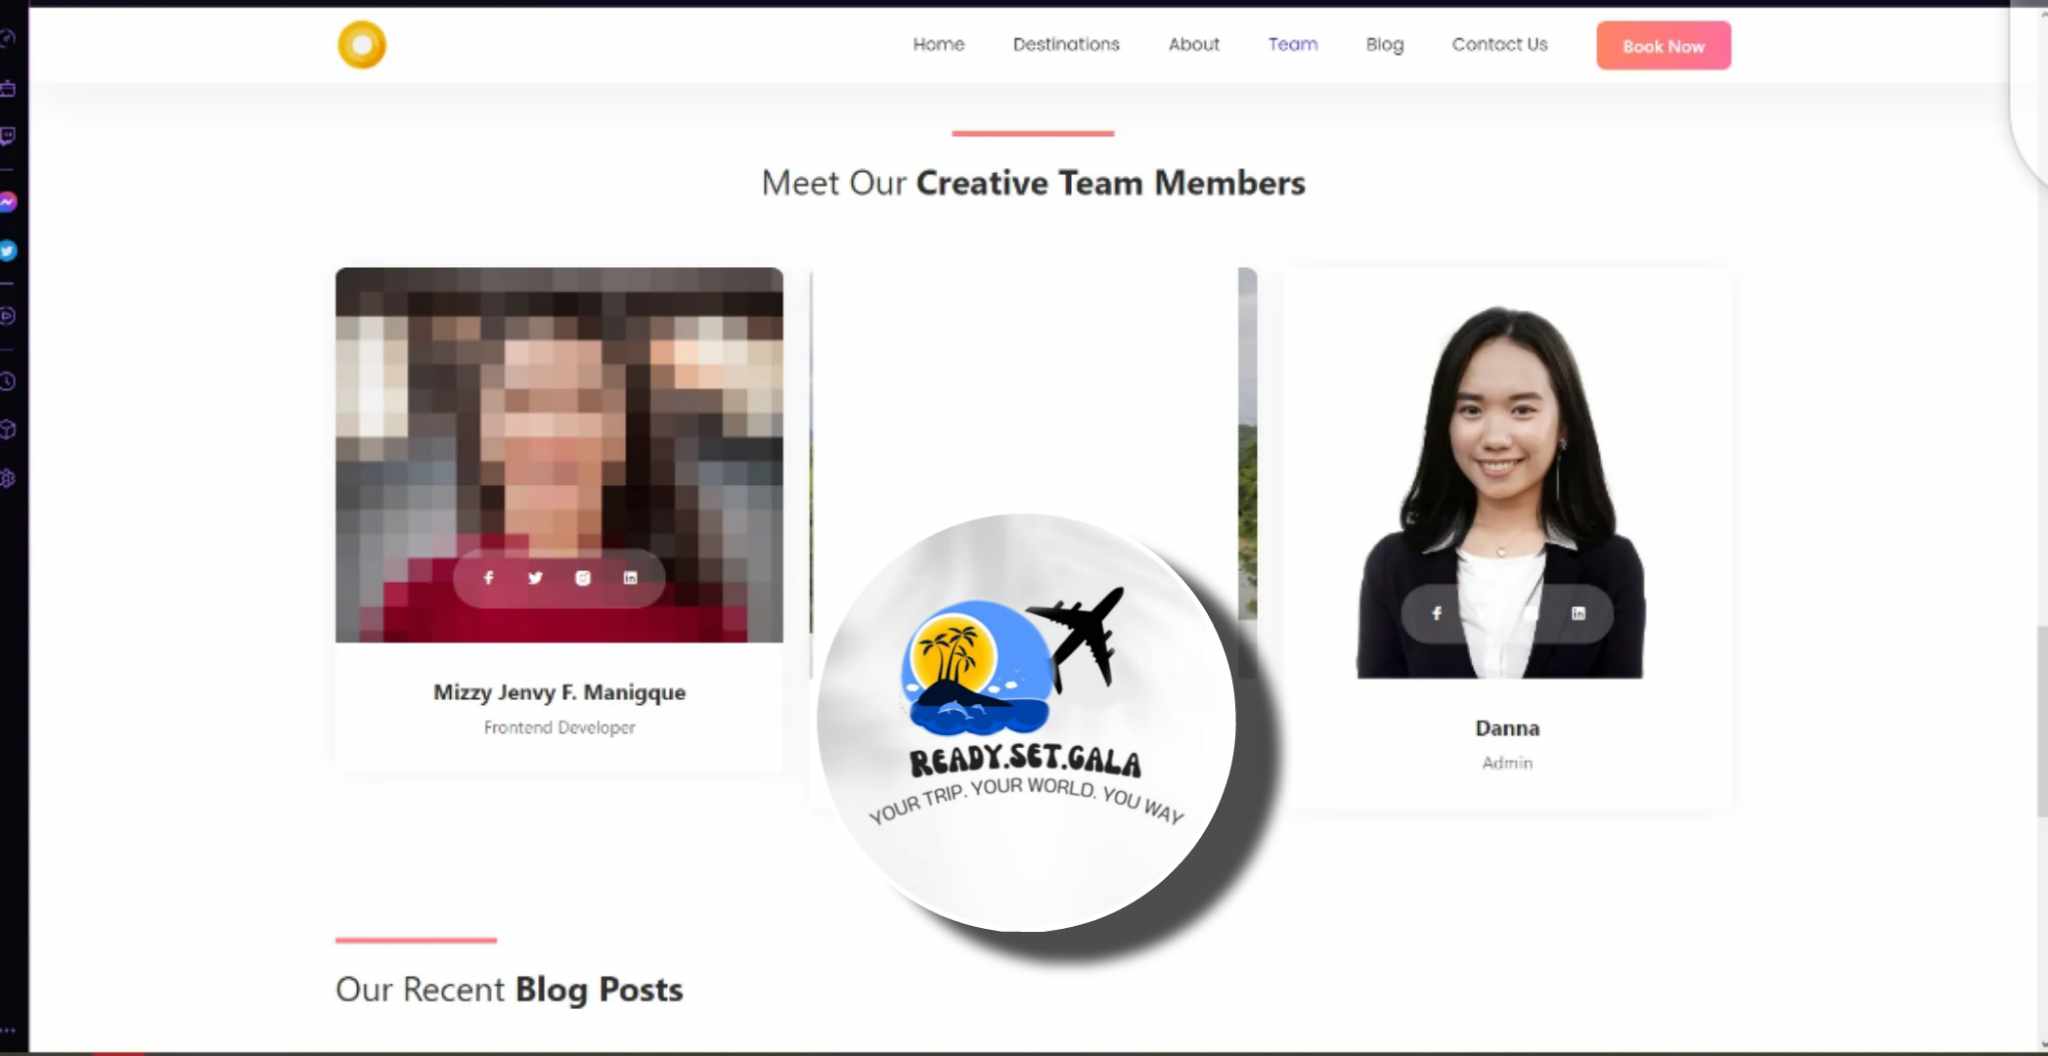 Home Destinations About Team Blog Contact Us Book Now
Meet Our Creative Team Members
Mizzy Jenvy F. Manigque
Frontend Developer
READY.SET.GALA
YOUR TRIP. YOUR WORLD. YOU WAY
Danna
Admin
Our Recent Blog Posts